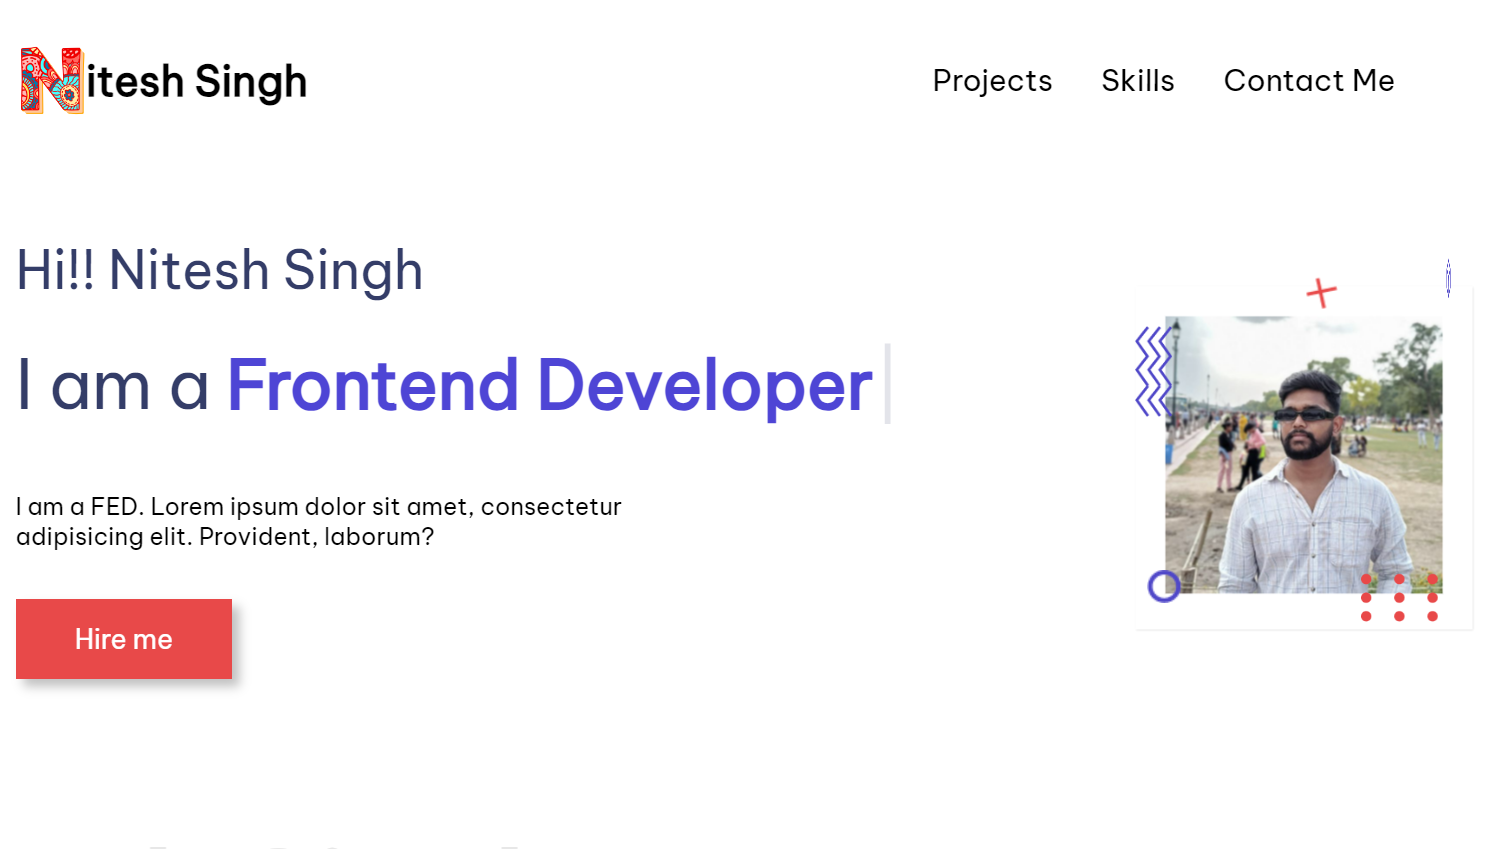 Nitesh Singh
Projects Skills Contact Me
Hi!! Nitesh Singh
I am a Frontend Developer
I am a FED. Lorem ipsum dolor sit amet, consectetur
adipisicing elit. Provident, laborum?
Hire me